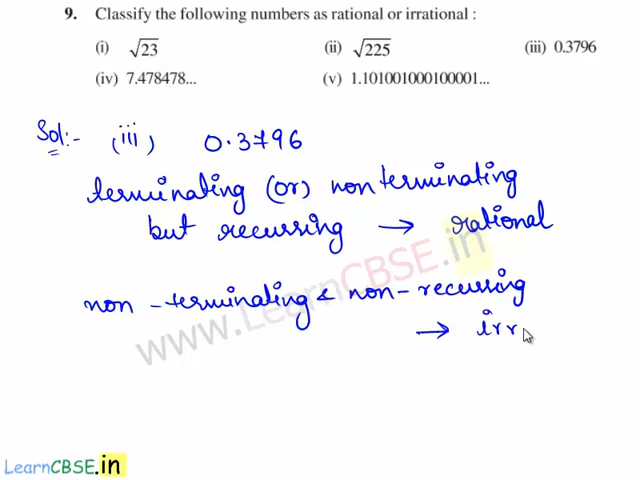 9. Classify the following numbers as rational or irrational :
(i) √23 (ii) √225 (iii) 0.3796
(iv) 7.478478... (v) 1.101001000100001...
Sol:- (iii) 0.3796
terminating (or) non terminating
but recurring → rational
non - terminating & non - recurring
→ irr
www.LearnCBSE.in
LearnCBSE.in